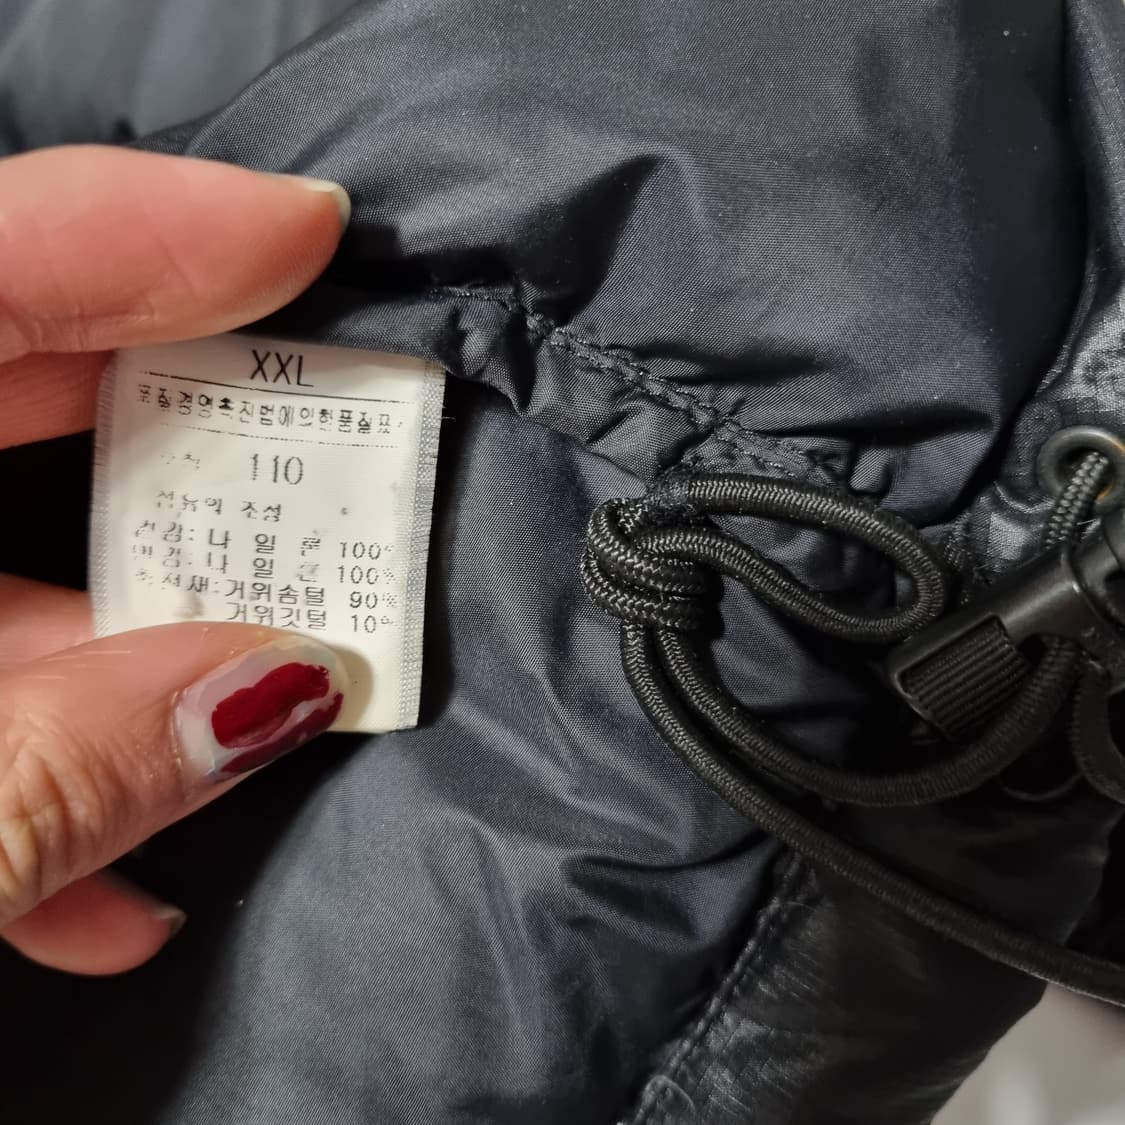 XXL
품질경영촉진법에의한품질표
110
섬유의 조성
겉감: 나 일 론 100%
안감: 나 일 론 100%
충전재:거위솜털 90%
거위깃털 10%